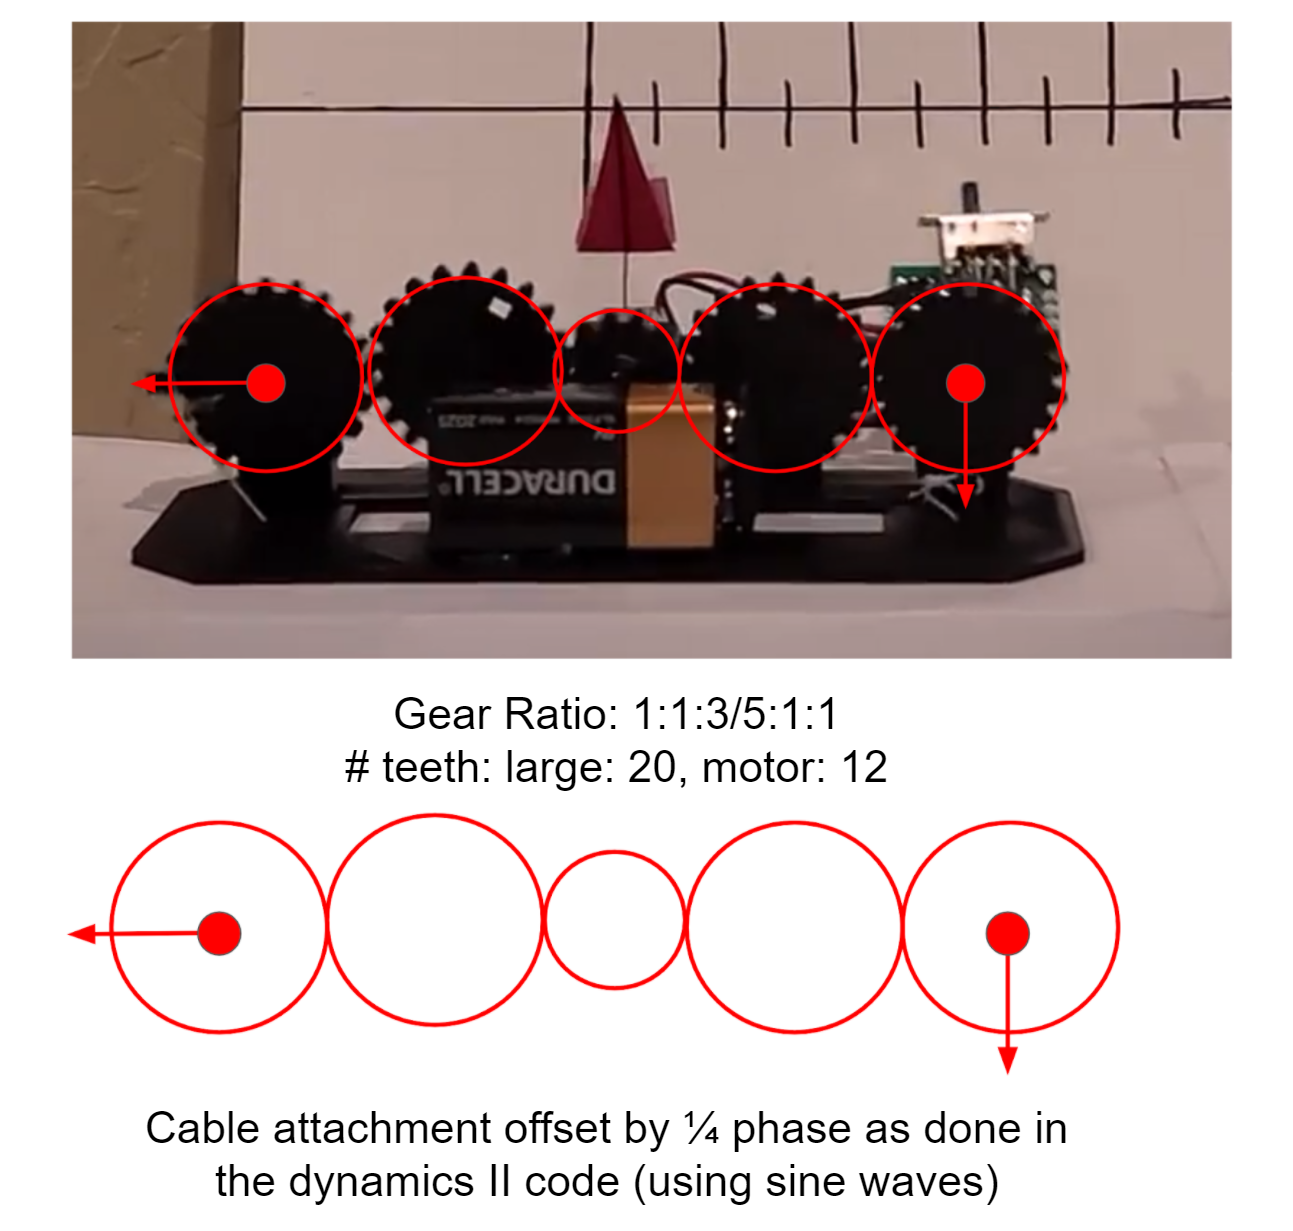 DURACELL
Gear Ratio: 1:1:3/5:1:1
# teeth: large: 20, motor: 12
Cable attachment offset by ¼ phase as done in
the dynamics II code (using sine waves)